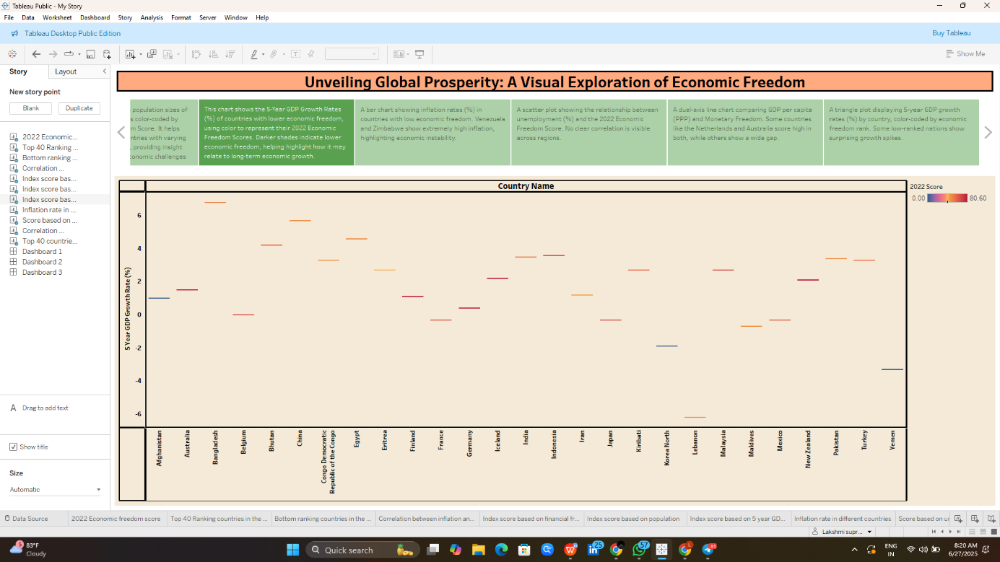 Tableau Public - My Story
File Data Worksheet Dashboard Story Analysis Format Server Window Help
Tableau Desktop Public Edition
Buy Tableau
Show Me
Story
Layout
New story point
Blank
Duplicate
2022 Economic...
Top 40 Ranking ...
Bottom ranking ...
Correlation ...
Index score bas...
Index score bas...
Index score bas...
Inflation rate in ...
Score based on ...
Correlation ...
Top 40 countrie...
Dashboard 1
Dashboard 2
Dashboard 3
A Drag to add text
Show title
Size
Automatic
Unveiling Global Prosperity: A Visual Exploration of Economic Freedom
population sizes of
s color-coded by
m Score. It helps
ntries with varying
, providing insight
conomic challenges
This chart shows the 5-Year GDP Growth Rates
(%) of countries with lower economic freedom,
using color to represent their 2022 Economic
Freedom Scores. Darker shades indicate lower
economic freedom, helping highlight how it may
relate to long-term economic growth.
A bar chart showing inflation rates (%) in
countries with low economic freedom. Venezuela
and Zimbabwe show extremely high inflation,
highlighting economic instability.
A scatter plot showing the relationship between
unemployment (%) and the 2022 Economic
Freedom Score. No clear correlation is visible
across regions.
A dual-axis line chart comparing GDP per capita
(PPP) and Monetary Freedom. Some countries
like the Netherlands and Australia score high in
both, while others show a wide gap.
A triangle plot displaying 5-year GDP growth
rates (%) by country, color-coded by economic
freedom rank. Some low-ranked nations show
surprising growth spikes.
Country Name
2022 Score
0.00
80.60
5 Year GDP Growth Rate (%)
6
4
2
0
-2
-4
-6
Afghanistan
Australia
Bangladesh
Belgium
Bhutan
China
Congo Democratic
Republic of the Congo
Egypt
Eritrea
Finland
France
Germany
Iceland
India
Indonesia
Iran
Japan
Kiribati
Korea North
Lebanon
Malaysia
Maldives
Mexico
New Zealand
Pakistan
Turkey
Yemen
Data Source
2022 Economic freedom score
Top 40 Ranking countries in the ...
Bottom ranking countries in the ...
Correlation between inflation an...
Index score based on financial fr...
Index score based on population
Index score based on 5 year GD...
Inflation rate in different countries
Score based on u
Lakshmi supr...
5
83°F
Cloudy
Quick search
25
57
L
81
ENG
IN
8:20 AM
6/27/2025